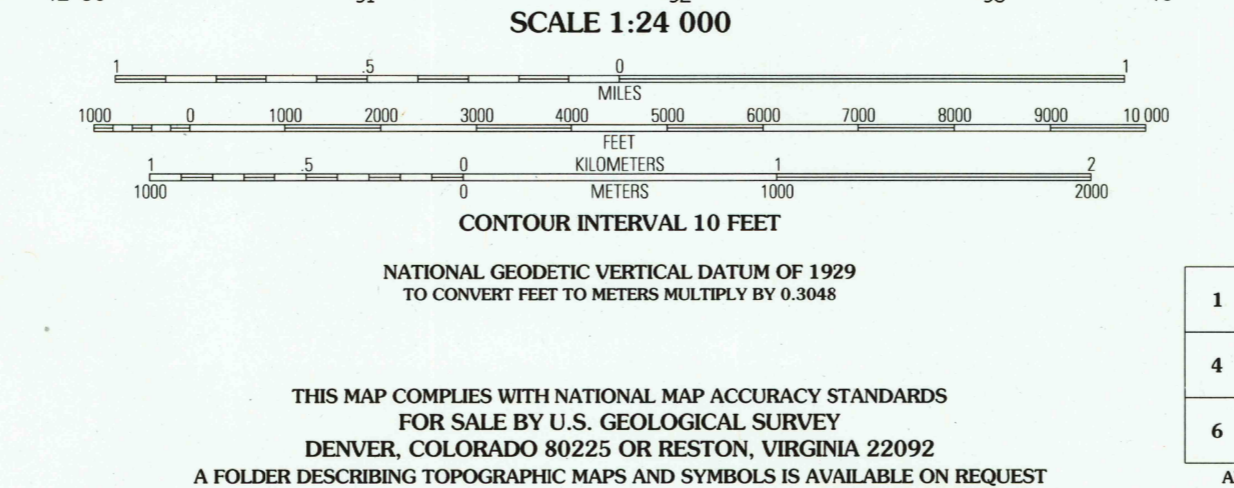 SCALE 1:24 000
1 .5 0 1
MILES
1000 0 1000 2000 3000 4000 5000 6000 7000 8000 9000 10 000
FEET
1 .5 0 KILOMETERS 1 2
1000 0 METERS 1000 2000
CONTOUR INTERVAL 10 FEET
NATIONAL GEODETIC VERTICAL DATUM OF 1929
TO CONVERT FEET TO METERS MULTIPLY BY 0.3048
1
4
6
THIS MAP COMPLIES WITH NATIONAL MAP ACCURACY STANDARDS
FOR SALE BY U.S. GEOLOGICAL SURVEY
DENVER, COLORADO 80225 OR RESTON, VIRGINIA 22092
A FOLDER DESCRIBING TOPOGRAPHIC MAPS AND SYMBOLS IS AVAILABLE ON REQUEST